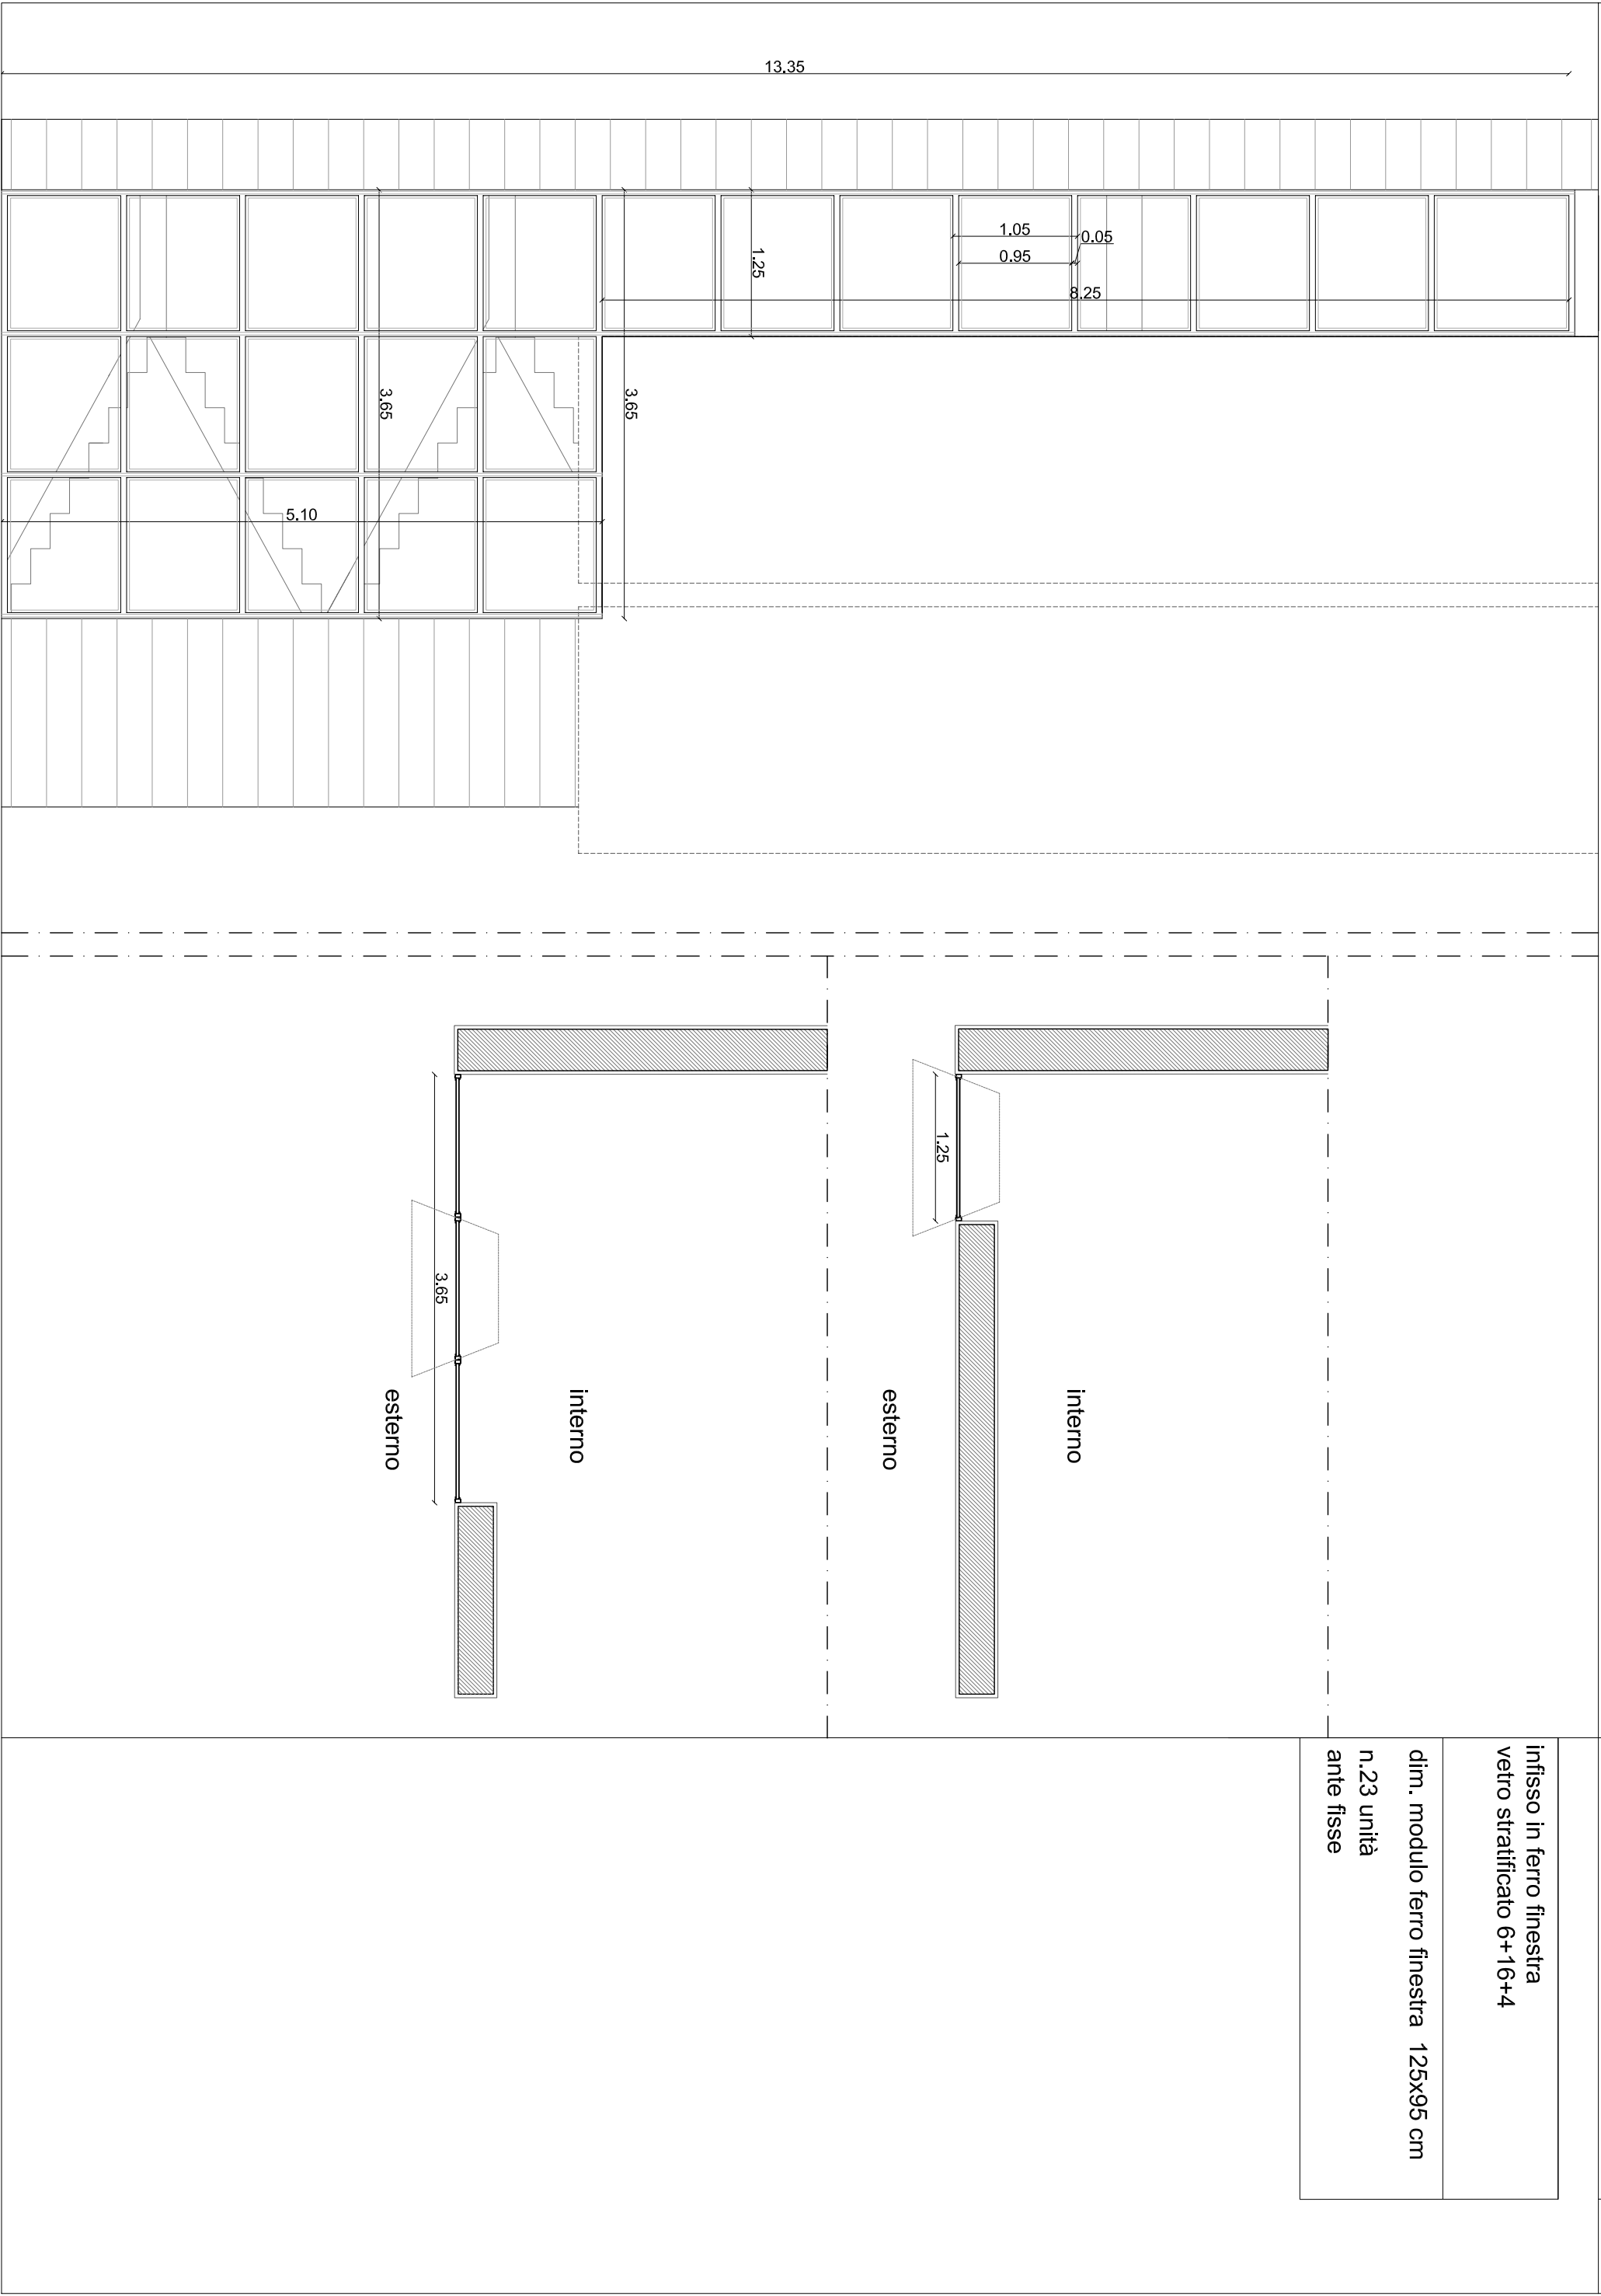 13.35
1.05
0.05
0.95
1.25
8.25
3.65
3.65
5.10
1.25
interno
esterno
3.65
interno
esterno
infisso in ferro finestra
vetro stratificato 6+16+4
dim. modulo ferro finestra 125x95 cm
n.23 unità
ante fisse